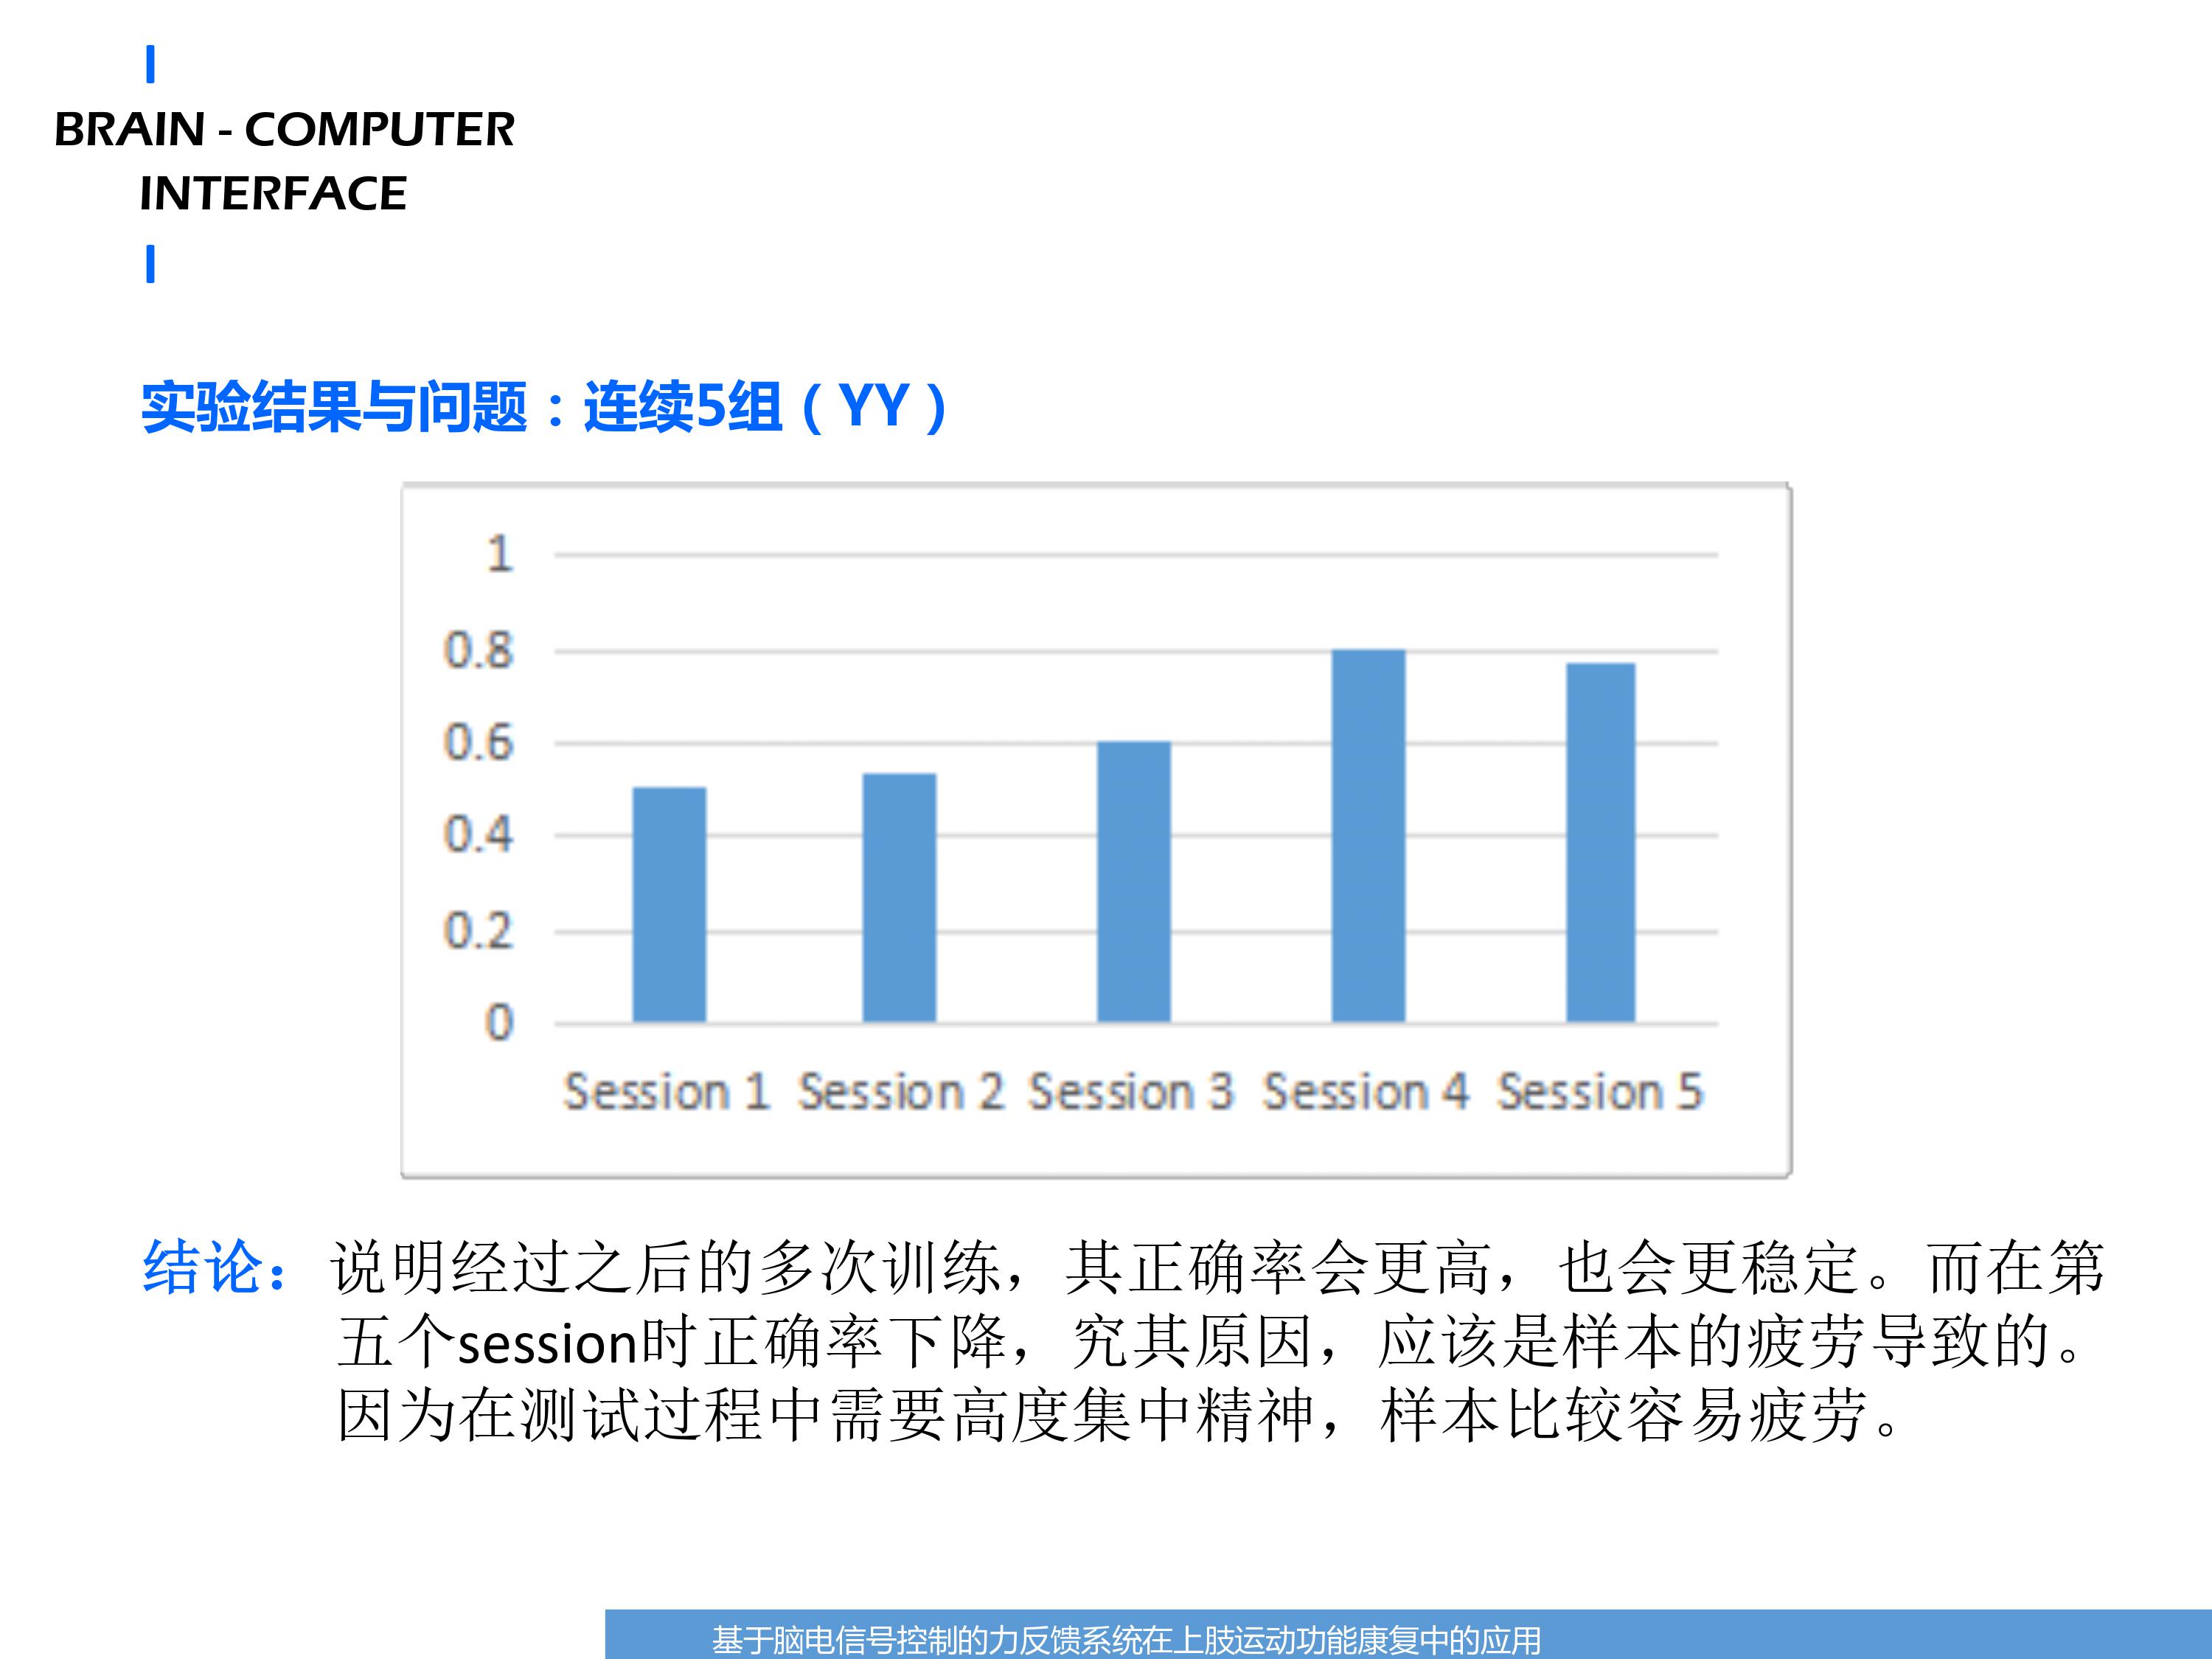 BRAIN - COMPUTER
INTERFACE
实验结果与问题：连续5组（YY）
1
0.8
0.6
0.4
0.2
0
Session 1 Session 2 Session 3 Session 4 Session 5
结论：说明经过之后的多次训练，其正确率会更高，也会更稳定。而在第
五个session时正确率下降，究其原因，应该是样本的疲劳导致的。
因为在测试过程中需要高度集中精神，样本比较容易疲劳。
基于脑电信号控制的力反馈系统在上肢运动功能康复中的应用